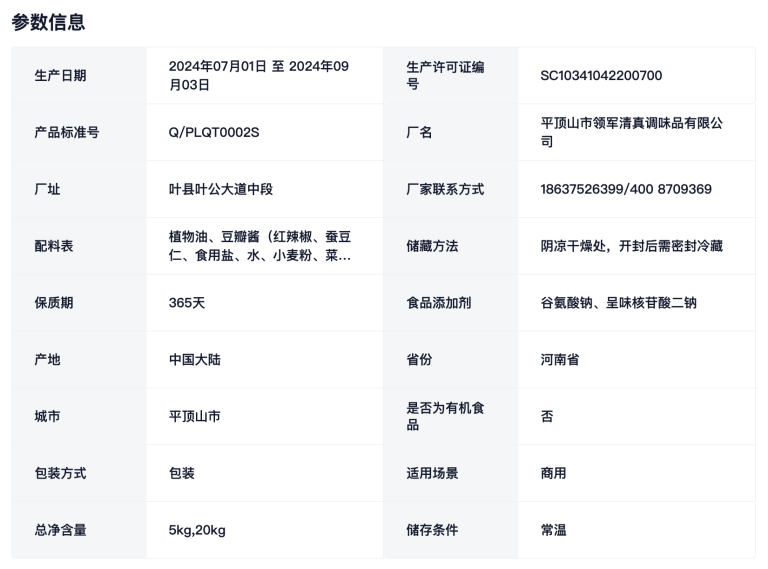 参数信息
生产日期
2024年07月01日 至 2024年09
月03日
生产许可证编
号
SC10341042200700
产品标准号
Q/PLQT0002S
厂名
平顶山市领军清真调味品有限公
司
厂址
叶县叶公大道中段
厂家联系方式
18637526399/400 8709369
配料表
植物油、豆瓣酱（红辣椒、蚕豆
仁、食用盐、水、小麦粉、菜...
储藏方法
阴凉干燥处，开封后需密封冷藏
保质期
365天
食品添加剂
谷氨酸钠、呈味核苷酸二钠
产地
中国大陆
省份
河南省
城市
平顶山市
是否为有机食
品
否
包装方式
包装
适用场景
商用
总净含量
5kg,20kg
储存条件
常温